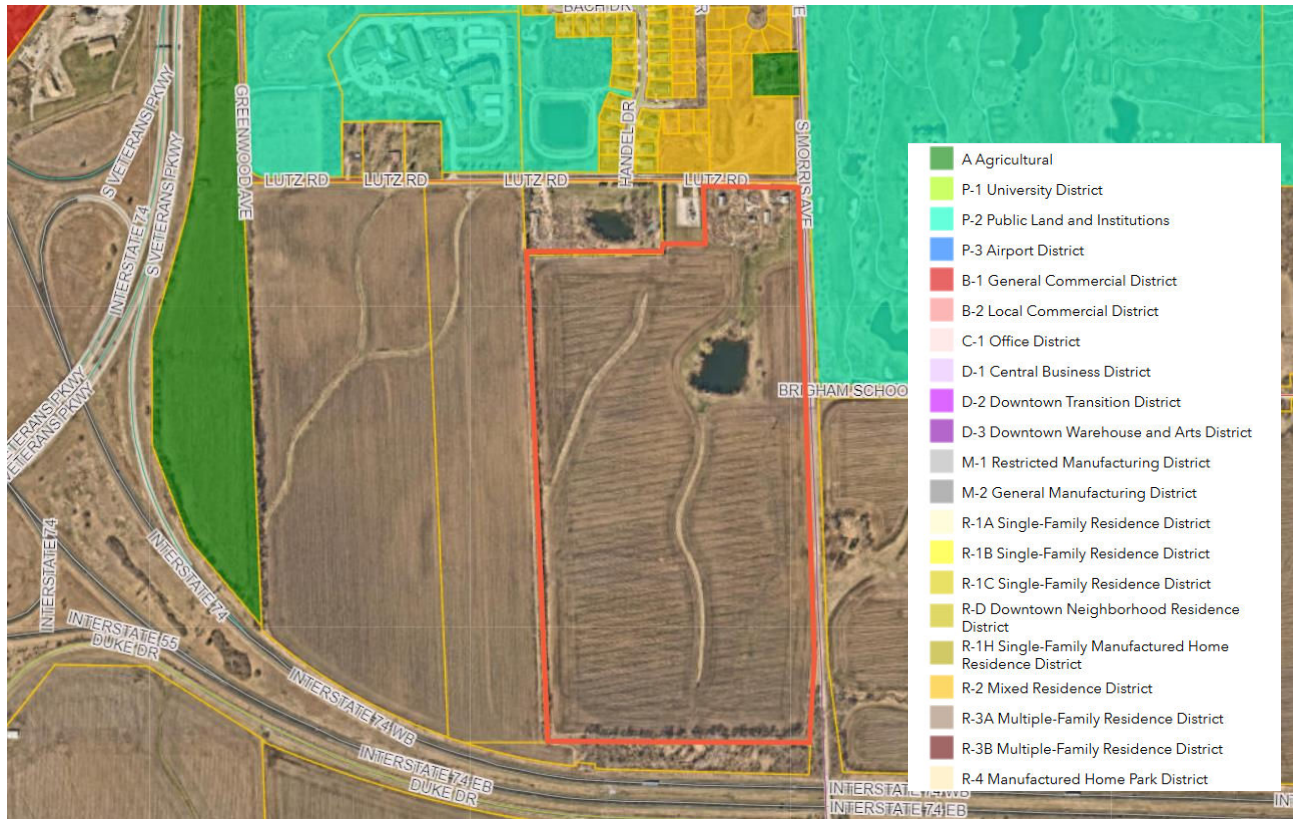 BACH DR
E
S VETERANS PKWY
S VETERANS PKWY
INTERSTATE 74
GREENWOOD AVE
HANDEL DR
S MORRIS AVE
LUTZ RD
LUTZ RD
LUTZ RD
LUTZ RD
BRIGHAM SCHOO
VETERANS PKWY
VETERANS PKWY
INTERSTATE 74
INTERSTATE 74
INTERSTATE 55
DUKE DR
INTERSTATE 74 WB
INTERSTATE 74 EB
DUKE DR
INTERSTATE 74 WB
INTERSTATE 74 EB
INT
A Agricultural
P-1 University District
P-2 Public Land and Institutions
P-3 Airport District
B-1 General Commercial District
B-2 Local Commercial District
C-1 Office District
D-1 Central Business District
D-2 Downtown Transition District
D-3 Downtown Warehouse and Arts District
M-1 Restricted Manufacturing District
M-2 General Manufacturing District
R-1A Single-Family Residence District
R-1B Single-Family Residence District
R-1C Single-Family Residence District
R-D Downtown Neighborhood Residence
District
R-1H Single-Family Manufactured Home
Residence District
R-2 Mixed Residence District
R-3A Multiple-Family Residence District
R-3B Multiple-Family Residence District
R-4 Manufactured Home Park District